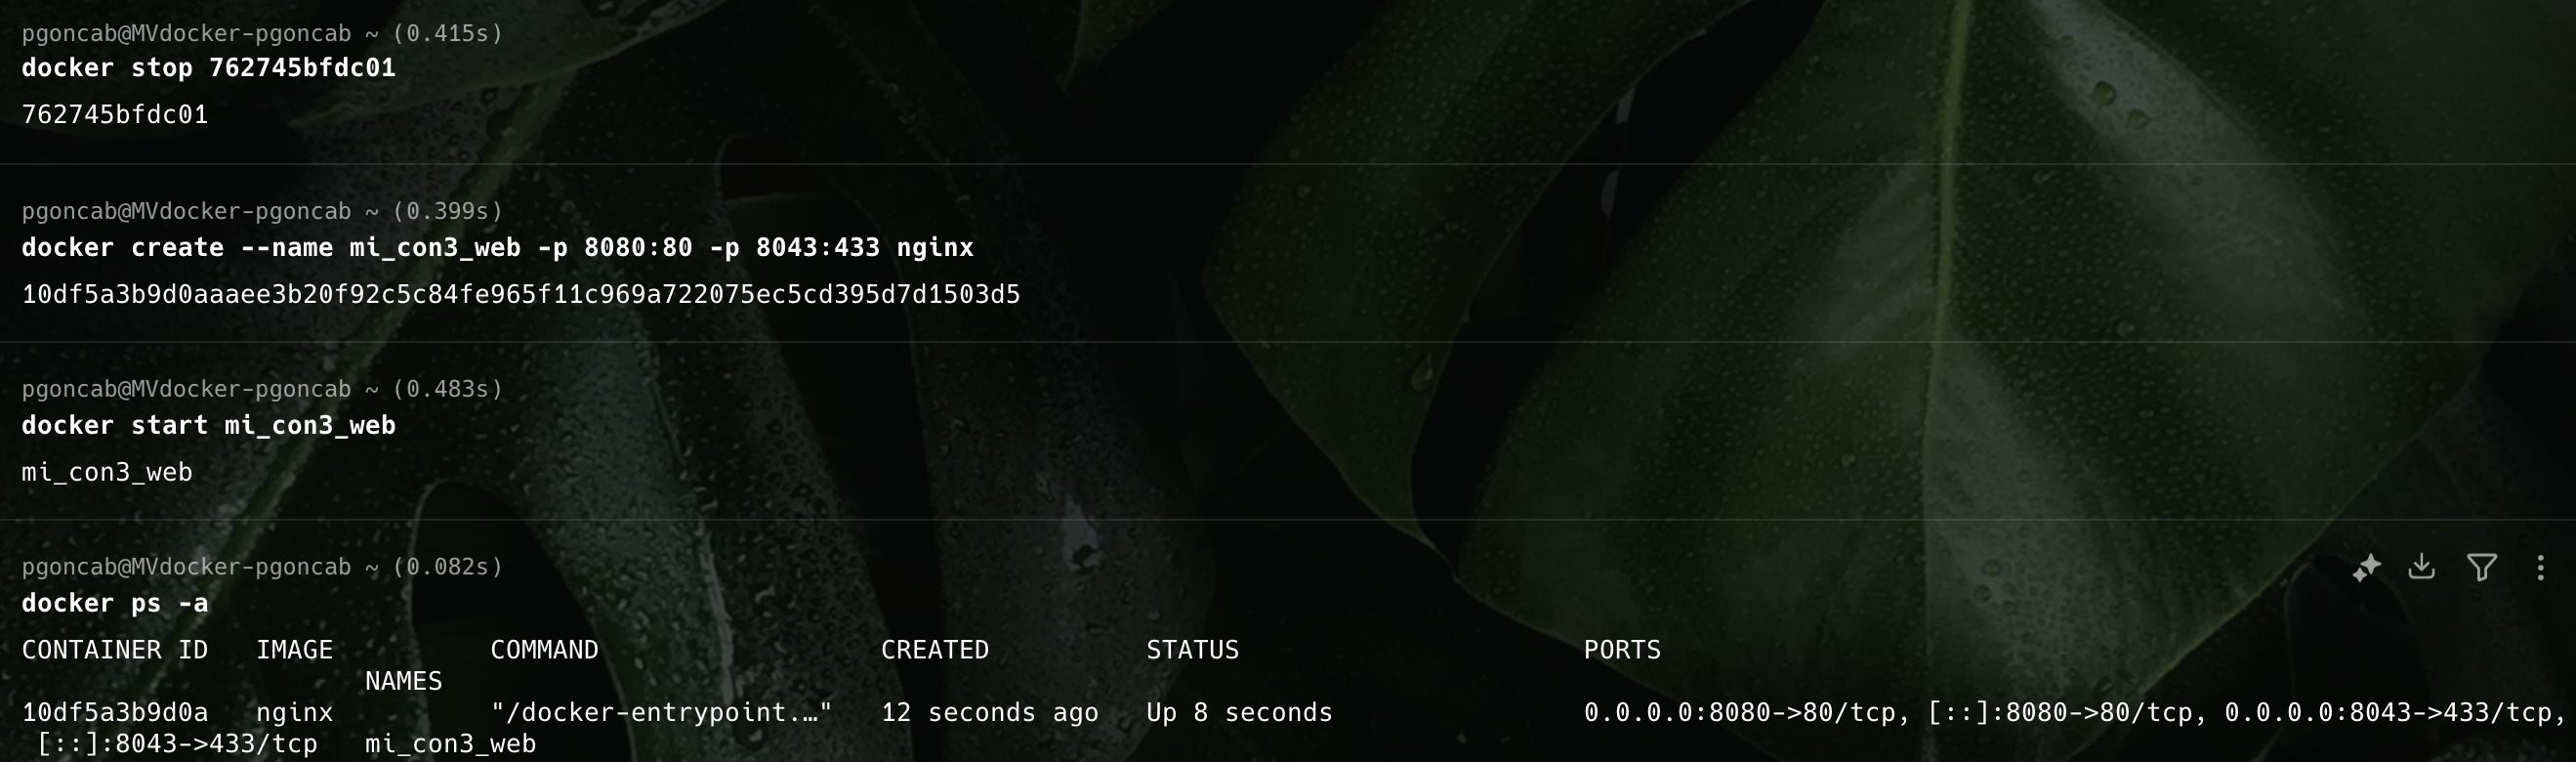 pgoncab@MVdocker-pgoncab ~ (0.415s)
docker stop 762745bfdc01
762745bfdc01
pgoncab@MVdocker-pgoncab ~ (0.399s)
docker create --name mi_con3_web -p 8080:80 -p 8043:433 nginx
10df5a3b9d0aaaee3b20f92c5c84fe965f11c969a722075ec5cd395d7d1503d5
pgoncab@MVdocker-pgoncab ~ (0.483s)
docker start mi_con3_web
mi_con3_web
pgoncab@MVdocker-pgoncab ~ (0.082s)
docker ps -a
CONTAINER ID   IMAGE          COMMAND                  CREATED          STATUS                      PORTS
                      NAMES
10df5a3b9d0a   nginx          "/docker-entrypoint.…"   12 seconds ago   Up 8 seconds                0.0.0.0:8080->80/tcp, [::]:8080->80/tcp, 0.0.0.0:8043->433/tcp,
 [::]:8043->433/tcp   mi_con3_web